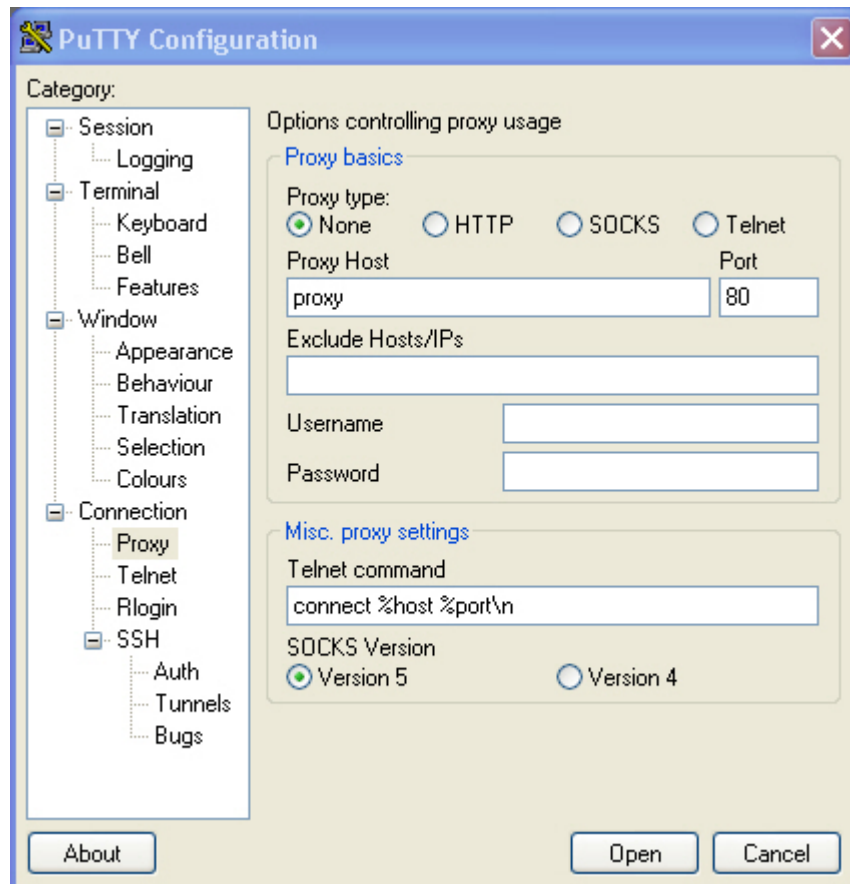 PuTTY Configuration
Category:
Session
Logging
Terminal
Keyboard
Bell
Features
Window
Appearance
Behaviour
Translation
Selection
Colours
Connection
Proxy
Telnet
Rlogin
SSH
Auth
Tunnels
Bugs
Options controlling proxy usage
Proxy basics
Proxy type:
None HTTP SOCKS Telnet
Proxy Host Port
proxy 80
Exclude Hosts/IPs
Username
Password
Misc. proxy settings
Telnet command
connect %host %port\n
SOCKS Version
Version 5 Version 4
About Open Cancel